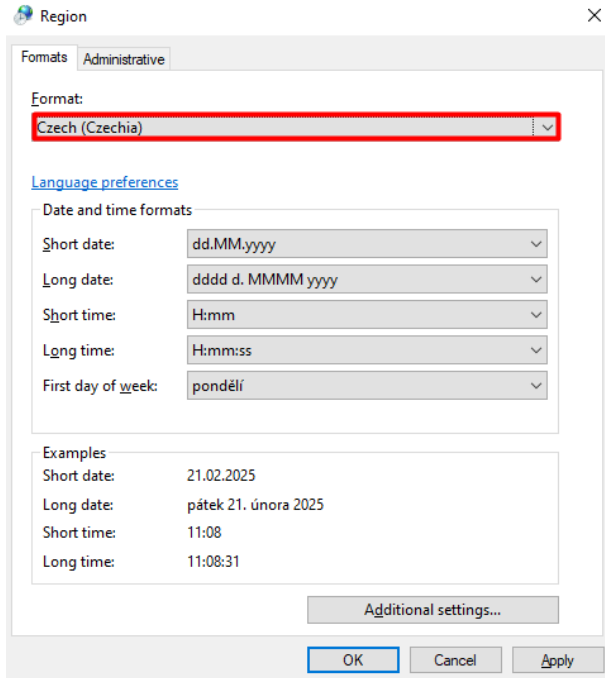 Region
Formats Administrative
Format:
Czech (Czechia)
Language preferences
Date and time formats
Short date: dd.MM.yyyy
Long date: dddd d. MMMM yyyy
Short time: H:mm
Long time: H:mm:ss
First day of week: pondělí
Examples
Short date: 21.02.2025
Long date: pátek 21. února 2025
Short time: 11:08
Long time: 11:08:31
Additional settings...
OK Cancel Apply